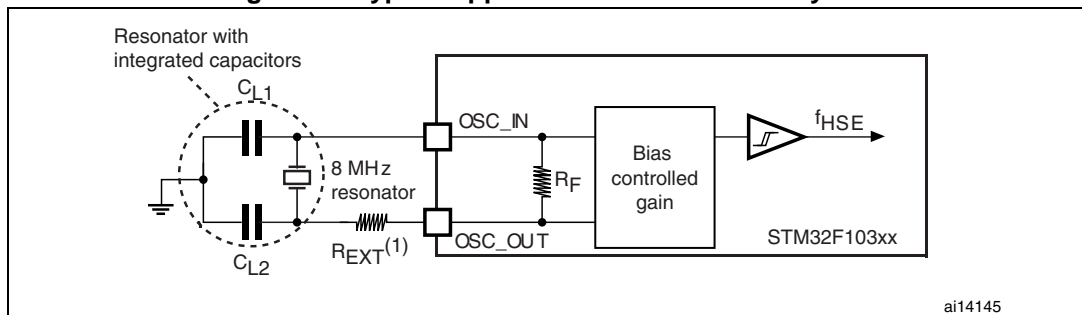 Resonator with
integrated capacitors
CL1
OSC_IN
fHSE
8 MHz
resonator
RF
Bias
controlled
gain
REXT(1)
OSC_OUT
STM32F103xx
CL2
ai14145